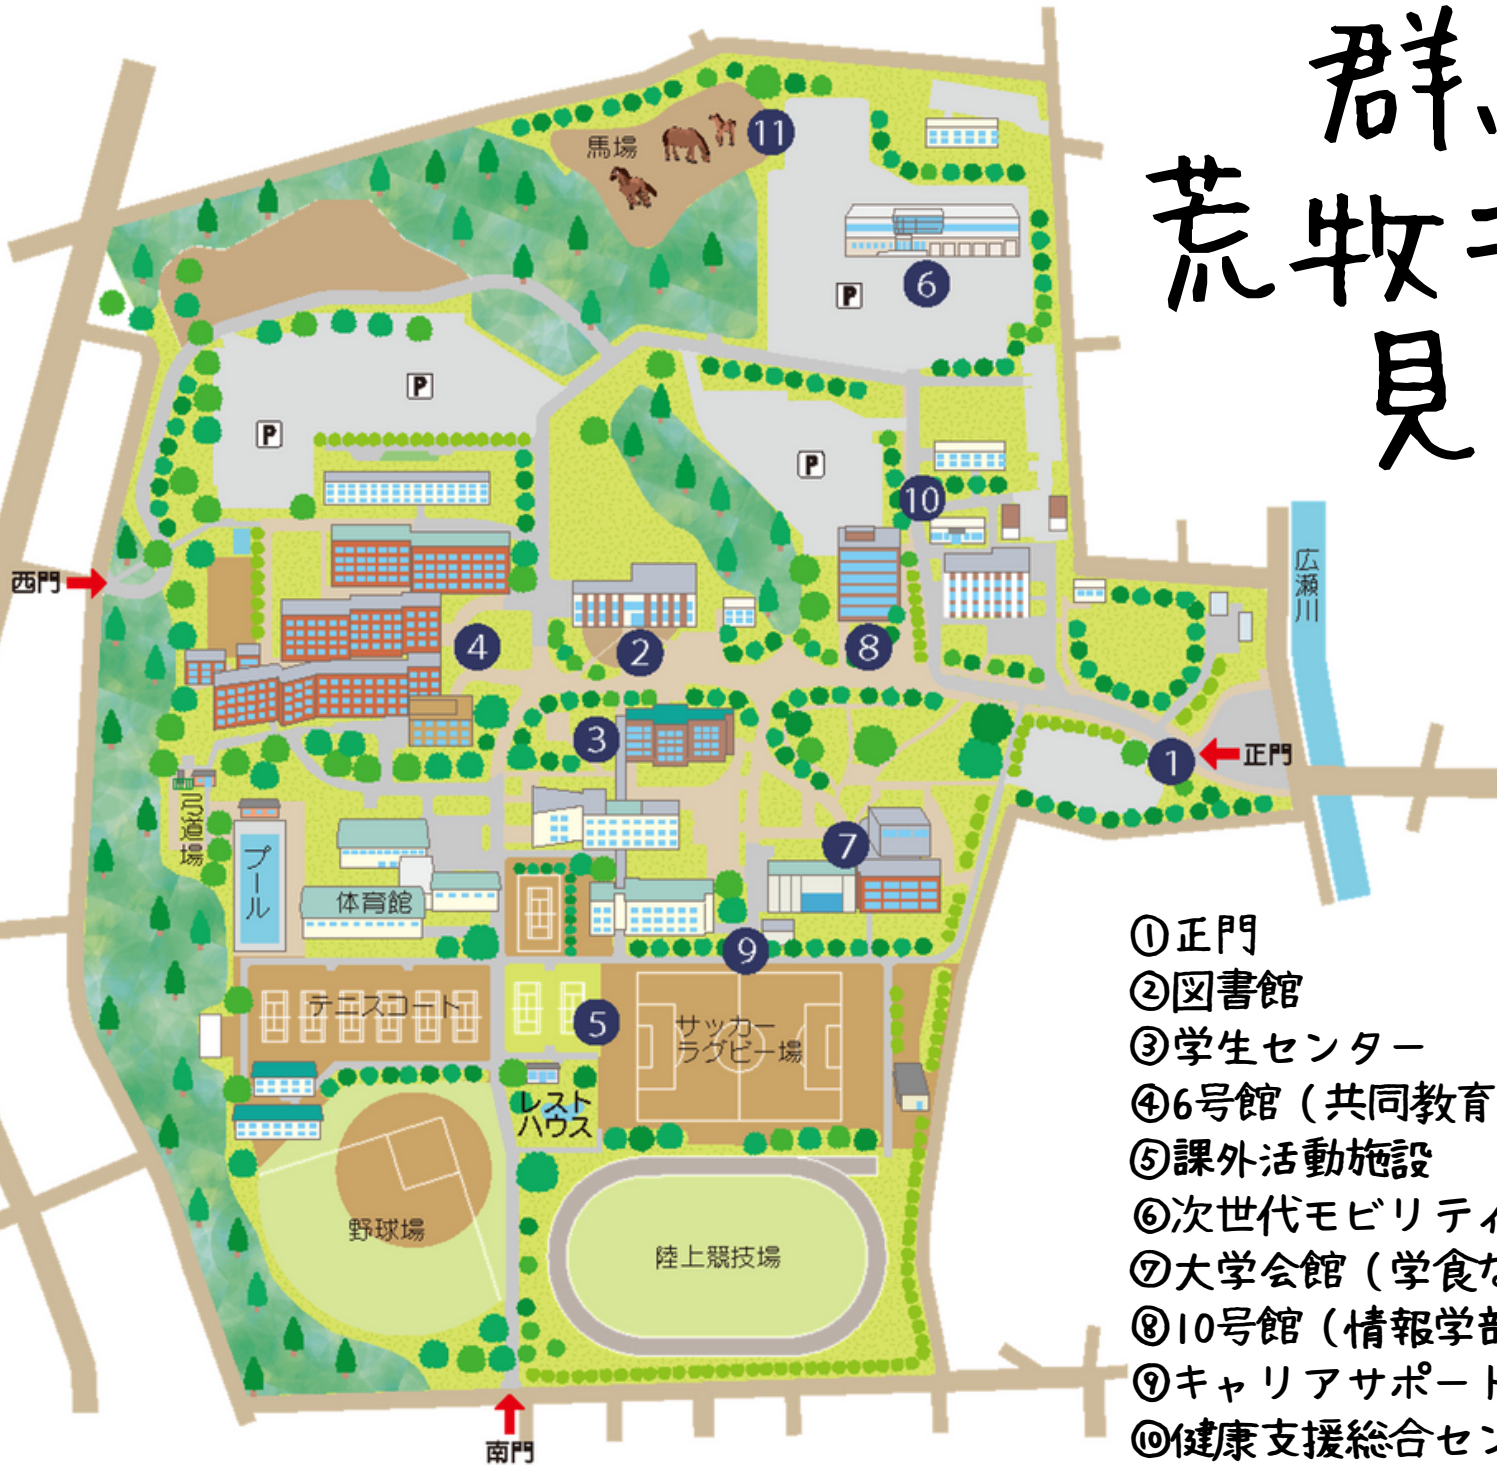 群
荒牧キ
見
馬場
⑪
⑥
P
P
P
P
⑩
西門
広瀬川
④
②
⑧
③
①
正門
弓道場
プール
⑦
体育館
⑨
テニスコート
⑤
サッカー
ラグビー場
レスト
ハウス
野球場
陸上競技場
南門
①正門
②図書館
③学生センター
④6号館（共同教育
⑤課外活動施設
⑥次世代モビリティ
⑦大学会館（学食な
⑧10号館（情報学部
⑨キャリアサポート
⑩健康支援総合セン